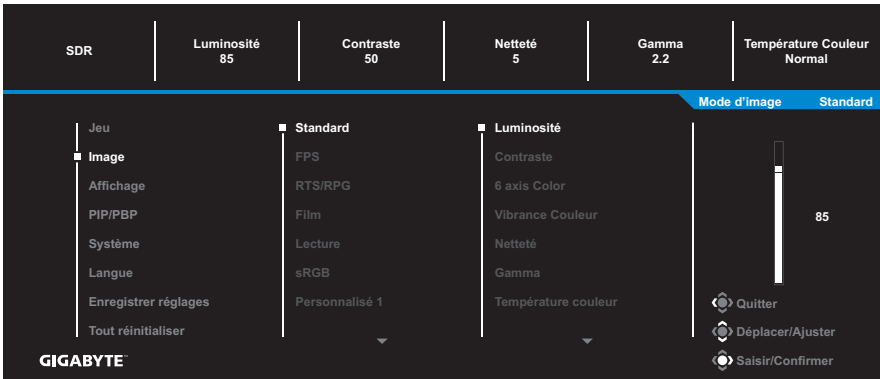 SDR
Luminosité
85
Contraste
50
Netteté
5
Gamma
2.2
Température Couleur
Normal
Mode d'image Standard
Jeu
Image
Affichage
PIP/PBP
Système
Langue
Enregistrer réglages
Tout réinitialiser
Standard
FPS
RTS/RPG
Film
Lecture
sRGB
Personnalisé 1
Luminosité
Contraste
6 axis Color
Vibrance Couleur
Netteté
Gamma
Température couleur
85
Quitter
Déplacer/Ajuster
Saisir/Confirmer
GIGABYTE™